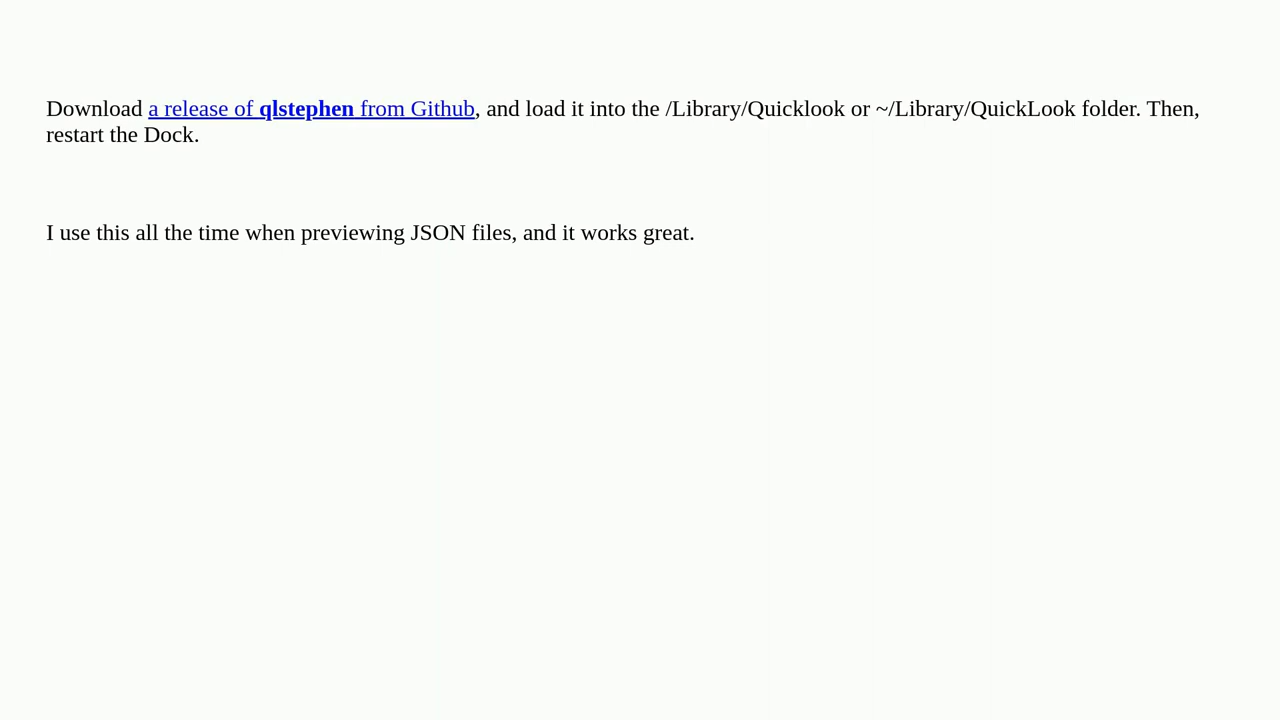 Download a release of qlstephen from Github, and load it into the /Library/Quicklook or ~/Library/QuickLook folder. Then,
restart the Dock.
I use this all the time when previewing JSON files, and it works great.